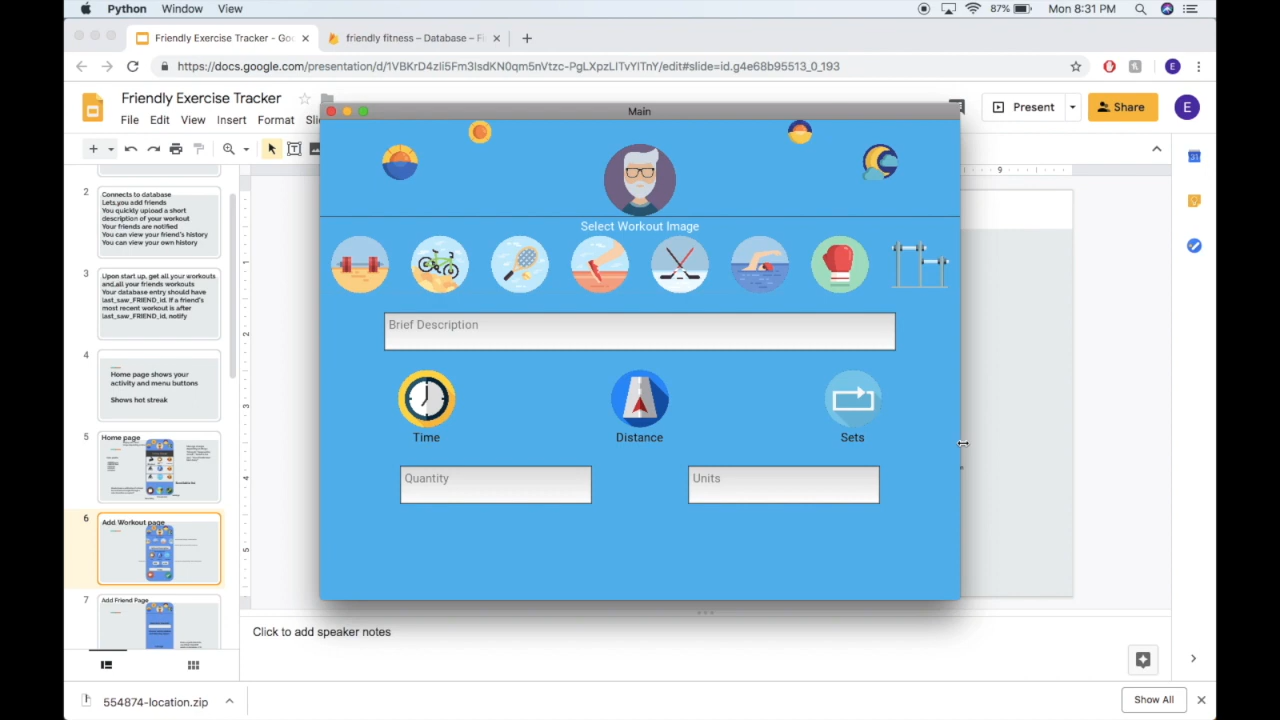 Python Window View 87% Mon 8:31 PM
Friendly Exercise Tracker - Goo friendly fitness – Database – Fi
https://docs.google.com/presentation/d/1VBKrD4zIi5Fm3IsdKN0qm5nVtzc-PgLXpzLITvYITnY/edit#slide=id.g4e68b95513_0_193
Friendly Exercise Tracker
File Edit View Insert Format Sli
Present Share E
Main
2
Connects to database
Lets you add friends
You quickly upload a short
description of your workout
Your friends are notified
You can view your friend's history
You can view your own history
3
Upon start up, get all your workouts
and all your friends workouts
Your database entry should have
last_saw_FRIEND_id. If a friend's
most recent workout is after
last_saw_FRIEND_id, notify
4
Home page shows your
activity and menu buttons
Shows hot streak
5
Home page
6
Add Workout page
7
Add Friend Page
Select Workout Image
Brief Description
Time Distance Sets
Quantity Units
Click to add speaker notes
554874-location.zip
Show All